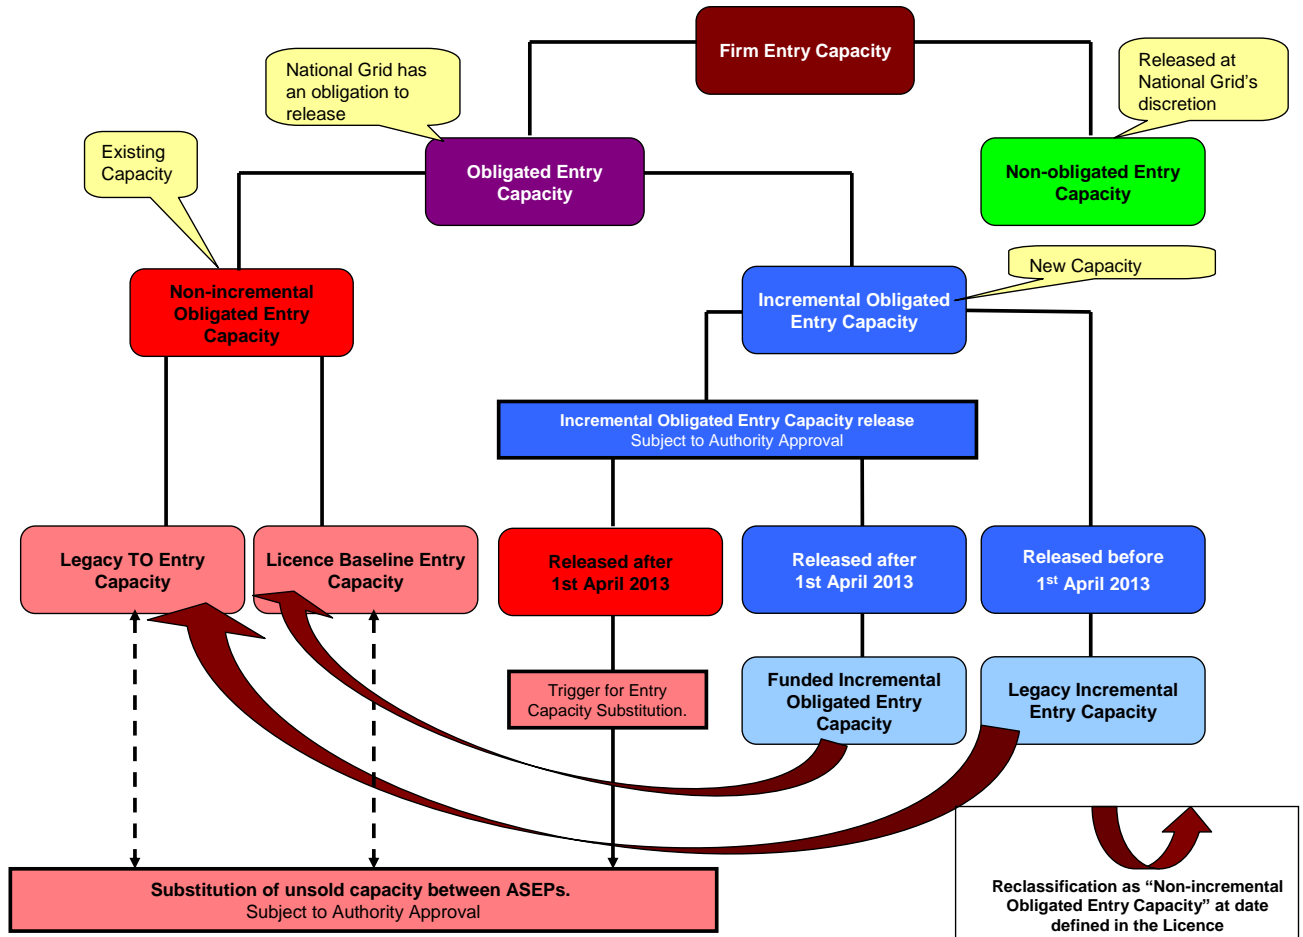 Firm Entry Capacity
National Grid has
an obligation to
release
Released at
National Grid's
discretion
Existing
Capacity
Obligated Entry
Capacity
Non-obligated Entry
Capacity
New Capacity
Non-incremental
Obligated Entry
Capacity
Incremental Obligated
Entry Capacity
Incremental Obligated Entry Capacity release
Subject to Authority Approval
Legacy TO Entry
Capacity
Licence Baseline Entry
Capacity
Released after
1st April 2013
Released after
1st April 2013
Released before
1st April 2013
Trigger for Entry
Capacity Substitution.
Funded Incremental
Obligated Entry
Capacity
Legacy Incremental
Entry Capacity
Substitution of unsold capacity between ASEPs.
Subject to Authority Approval
Reclassification as “Non-incremental
Obligated Entry Capacity” at date
defined in the Licence